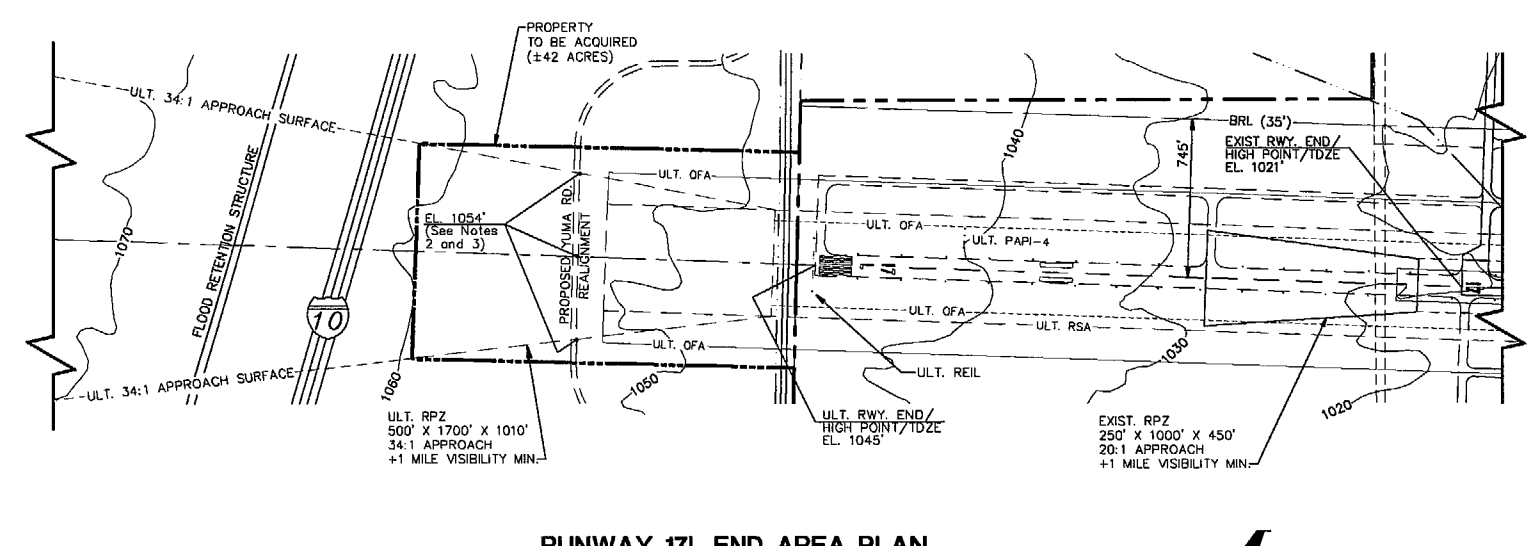 PROPERTY
TO BE ACQUIRED
(±42 ACRES)
ULT. 34:1 APPROACH SURFACE
1040
BRL (35')
745'
EXIST RWY. END/
HIGH POINT/TDZE
EL. 1021'
FLOOD RETENTION STRUCTURE
1070
EL. 1054'
(See Notes
2 and 3)
PROPOSED YUMA RD.
REALIGNMENT
ULT. OFA
ULT. OFA
ULT. PAPI-4
17
L
10
ULT. OFA
ULT. RSA
ULT. OFA
ULT. 34:1 APPROACH SURFACE
1060
1050
1030
1020
ULT. REIL
ULT. RPZ
500' X 1700' X 1010'
34:1 APPROACH
+1 MILE VISIBILITY MIN.
ULT. RWY. END/
HIGH POINT/TDZE
EL. 1045'
EXIST. RPZ
250' X 1000' X 450'
20:1 APPROACH
+1 MILE VISIBILITY MIN.
RUNWAY 17L END AREA PLAN